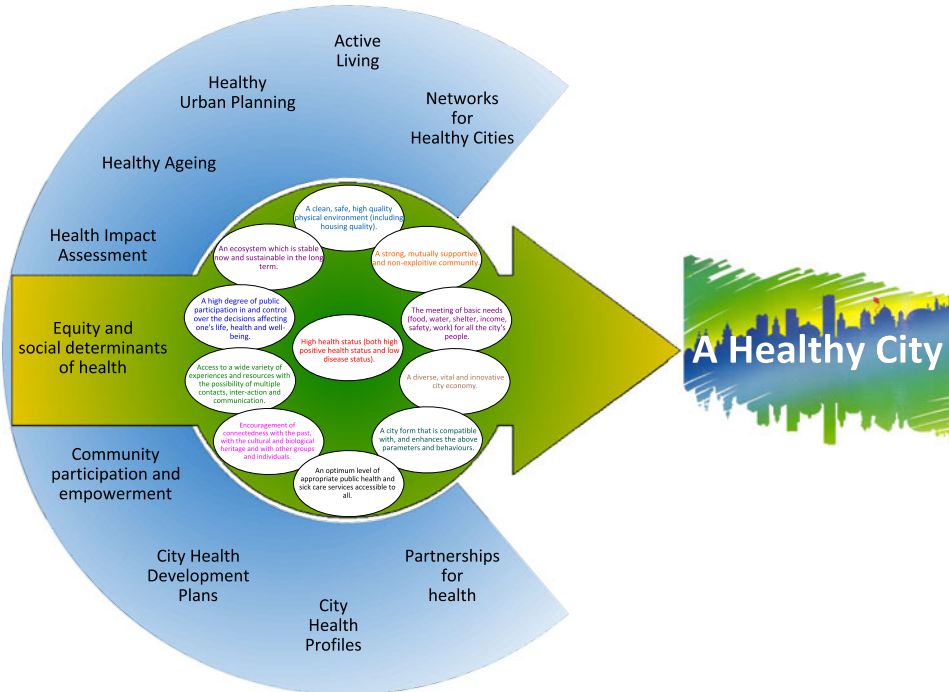 Active
Living
Healthy
Urban Planning
Networks
for
Healthy Cities
Healthy Ageing
Health Impact
Assessment
Equity and
social determinants
of health
Community
participation and
empowerment
City Health
Development
Plans
City
Health
Profiles
Partnerships
for
health
A clean, safe, high quality
physical environment (including
housing quality).
An ecosystem which is stable
now and sustainable in the long
term.
A strong, mutually supportive
and non-exploitive community.
A high degree of public
participation in and control
over the decisions affecting
one's life, health and well-
being.
The meeting of basic needs
(food, water, shelter, income,
safety, work) for all the city's
people.
High health status (both high
positive health status and low
disease status).
Access to a wide variety of
experiences and resources with
the possibility of multiple
contacts, inter-action and
communication.
A diverse, vital and innovative
city economy.
Encouragement of
connectedness with the past,
with the cultural and biological
heritage and with other groups
and individuals.
A city form that is compatible
with, and enhances the above
parameters and behaviours.
An optimum level of
appropriate public health and
sick care services accessible to
all.
A Healthy City